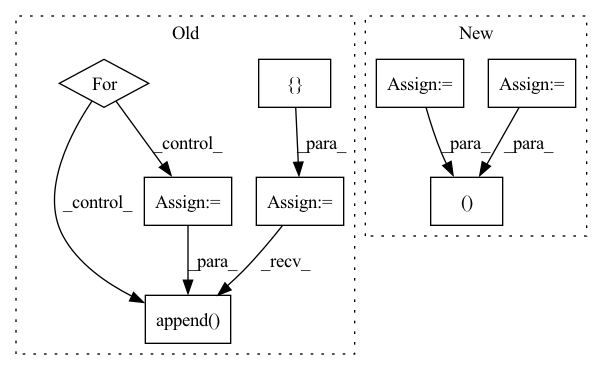 Old
New
For
{}
Assign:=
Assign:=
_control_
_para_
_para_
_para_
_control_
Assign:=
Assign:=
()
_para_
_recv_
append()